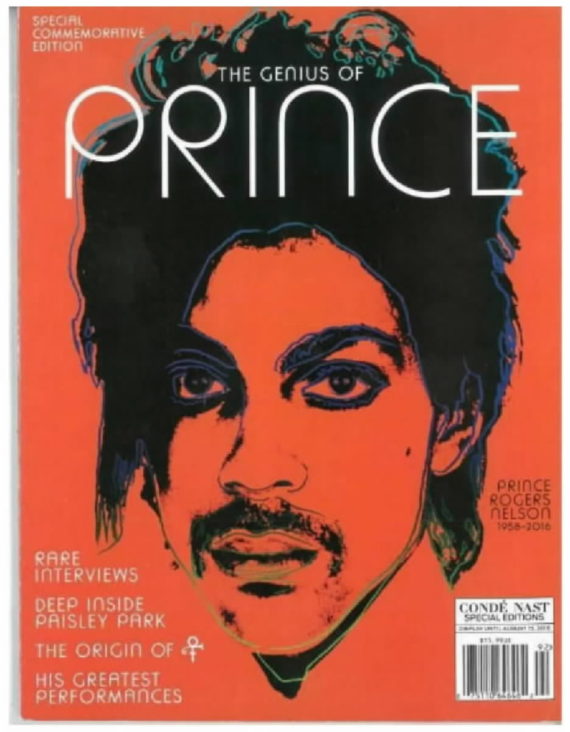 SPECIAL
COMMEMORATIVE
EDITION
THE GENIUS OF
PRINCE
PRINCE
ROGERS
NELSON
1958–2016
RARE
INTERVIEWS
DEEP INSIDE
PAISLEY PARK
THE ORIGIN OF
HIS GREATEST
PERFORMANCES
CONDÉ NAST
SPECIAL EDITIONS
92>